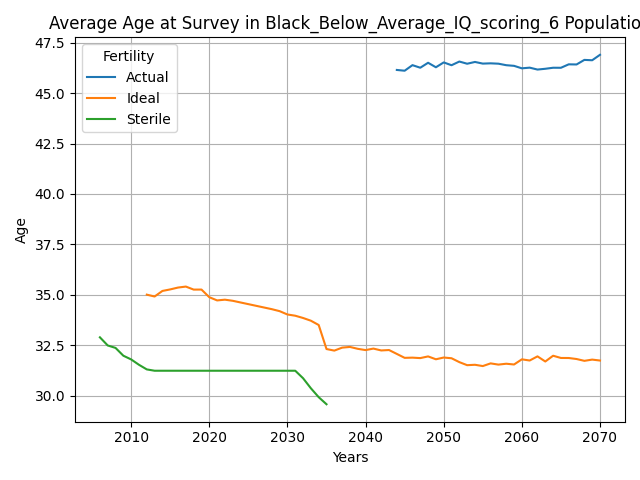 Average Age at Survey in Black_Below_Average_IQ_scoring_6 Populatio
47.5
45.0
42.5
40.0
37.5
35.0
32.5
30.0
Age
Fertility
Actual
Ideal
Sterile
2010 2020 2030 2040 2050 2060 2070
Years